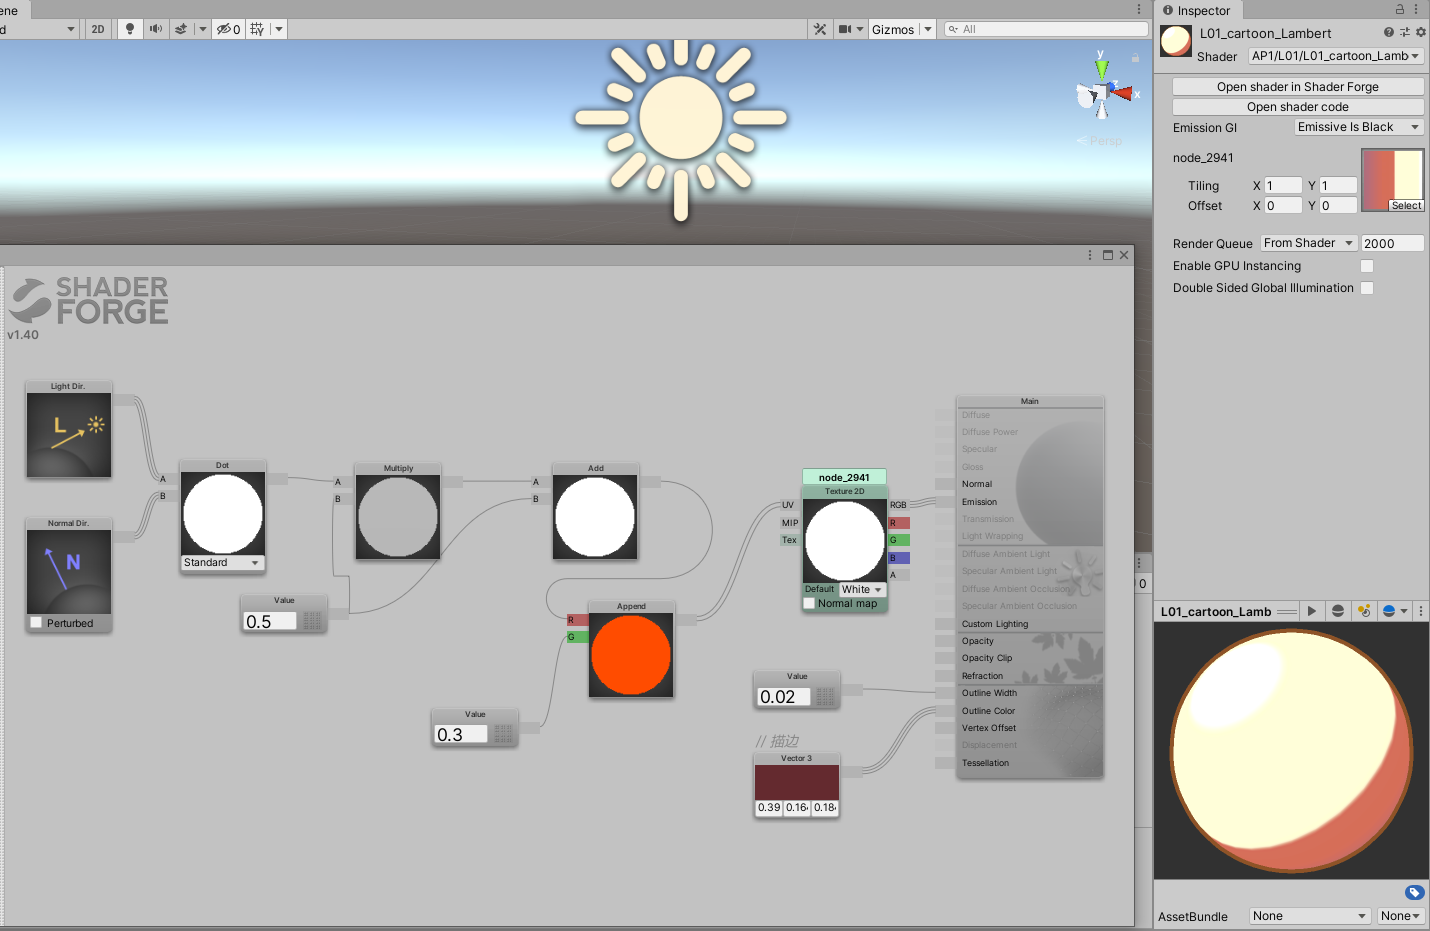 ene
d
2D
0
Gizmos
All
y
z
x
Persp
SHADER
FORGE
v1.40
Light Dir.
L
Normal Dir.
N
Perturbed
Dot
A
B
Standard
Value
0.5
Multiply
A
B
Add
A
B
Append
R
G
Value
0.3
node_2941
Texture 2D
UV
MIP
Tex
RGB
R
G
B
A
Default White
Normal map
Value
0.02
// 描边
Vector 3
0.39 0.16 0.18
Main
Diffuse
Diffuse Power
Specular
Gloss
Normal
Emission
Transmission
Light Wrapping
Diffuse Ambient Light
Specular Ambient Light
Diffuse Ambient Occlusion
Specular Ambient Occlusion
Custom Lighting
Opacity
Opacity Clip
Refraction
Outline Width
Outline Color
Vertex Offset
Displacement
Tessellation
0
Inspector
L01_cartoon_Lambert
Shader AP1/L01/L01_cartoon_Lamb
Open shader in Shader Forge
Open shader code
Emission GI Emissive Is Black
node_2941
Tiling X 1 Y 1
Offset X 0 Y 0
Select
Render Queue From Shader 2000
Enable GPU Instancing
Double Sided Global Illumination
L01_cartoon_Lamb
AssetBundle None None